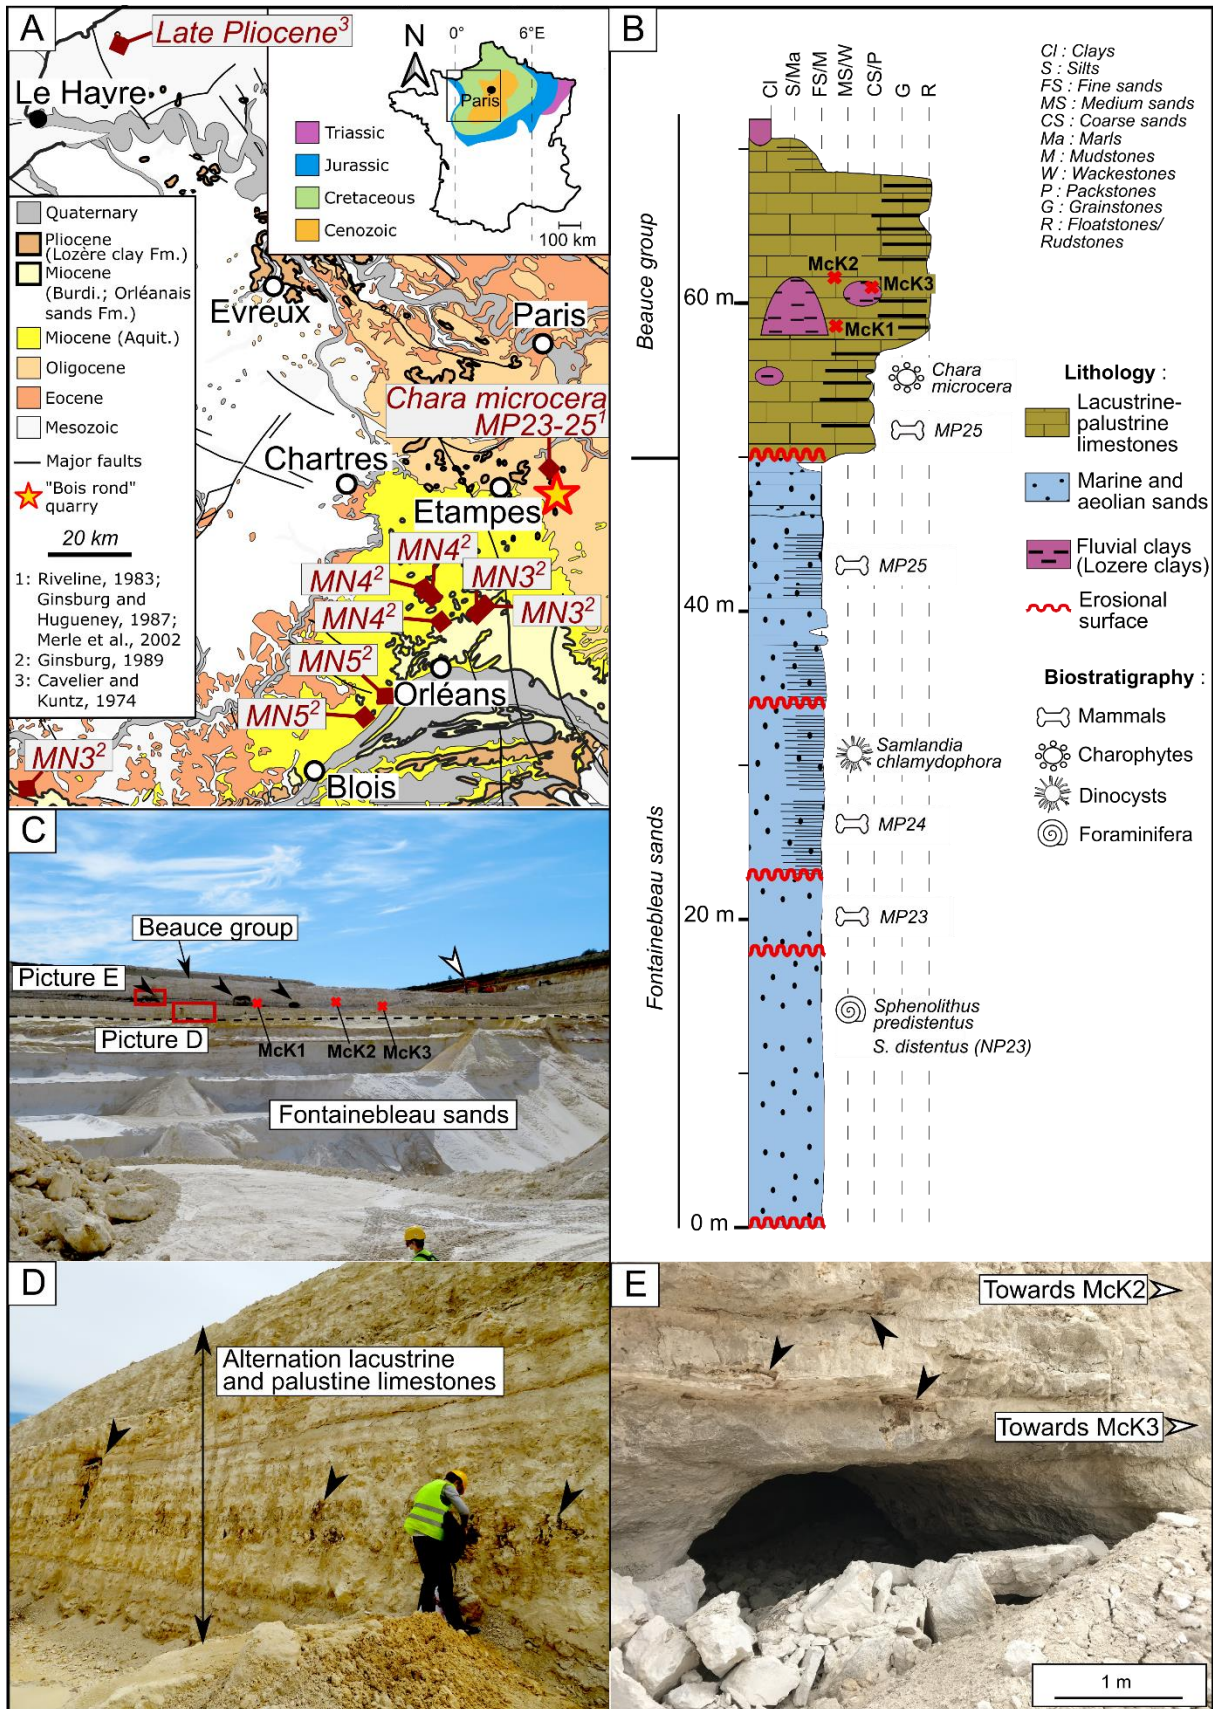 A
Late Pliocene³
Le Havre
N
0°
6°E
Paris
Triassic
Jurassic
Cretaceous
Cenozoic
100 km
Quaternary
Pliocene
(Lozère clay Fm.)
Miocene
(Burdi.; Orléanais
sands Fm.)
Miocene (Aquit.)
Oligocene
Eocene
Mesozoic
Major faults
"Bois rond"
quarry
20 km
1: Riveline, 1983;
Ginsburg and
Hugueney, 1987;
Merle et al., 2002
2: Ginsburg, 1989
3: Cavelier and
Kuntz, 1974
Evreux
Paris
Chara microcera
MP23-25¹
Chartres
Etampes
MN4²
MN4²
MN3²
MN4²
MN3²
MN5²
Orléans
MN5²
MN3²
Blois
B
Cl
S/Ma
FS/M
MS/W
CS/P
G
R
Cl : Clays
S : Silts
FS : Fine sands
MS : Medium sands
CS : Coarse sands
Ma : Marls
M : Mudstones
W : Wackestones
P : Packstones
G : Grainstones
R : Floatstones/
Rudstones
Beauce group
Fontainebleau sands
60 m
40 m
20 m
0 m
McK2
McK3
McK1
Chara
microcera
MP25
MP25
Samlandia
chlamydophora
MP24
MP23
Sphenolithus
predistentus
S. distentus (NP23)
Lithology :
Lacustrine-
palustrine
limestones
Marine and
aeolian sands
Fluvial clays
(Lozere clays)
Erosional
surface
Biostratigraphy :
Mammals
Charophytes
Dinocysts
Foraminifera
C
Beauce group
Picture E
Picture D
McK1
McK2
McK3
Fontainebleau sands
D
Alternation lacustrine
and palustine limestones
E
Towards McK2
Towards McK3
1 m